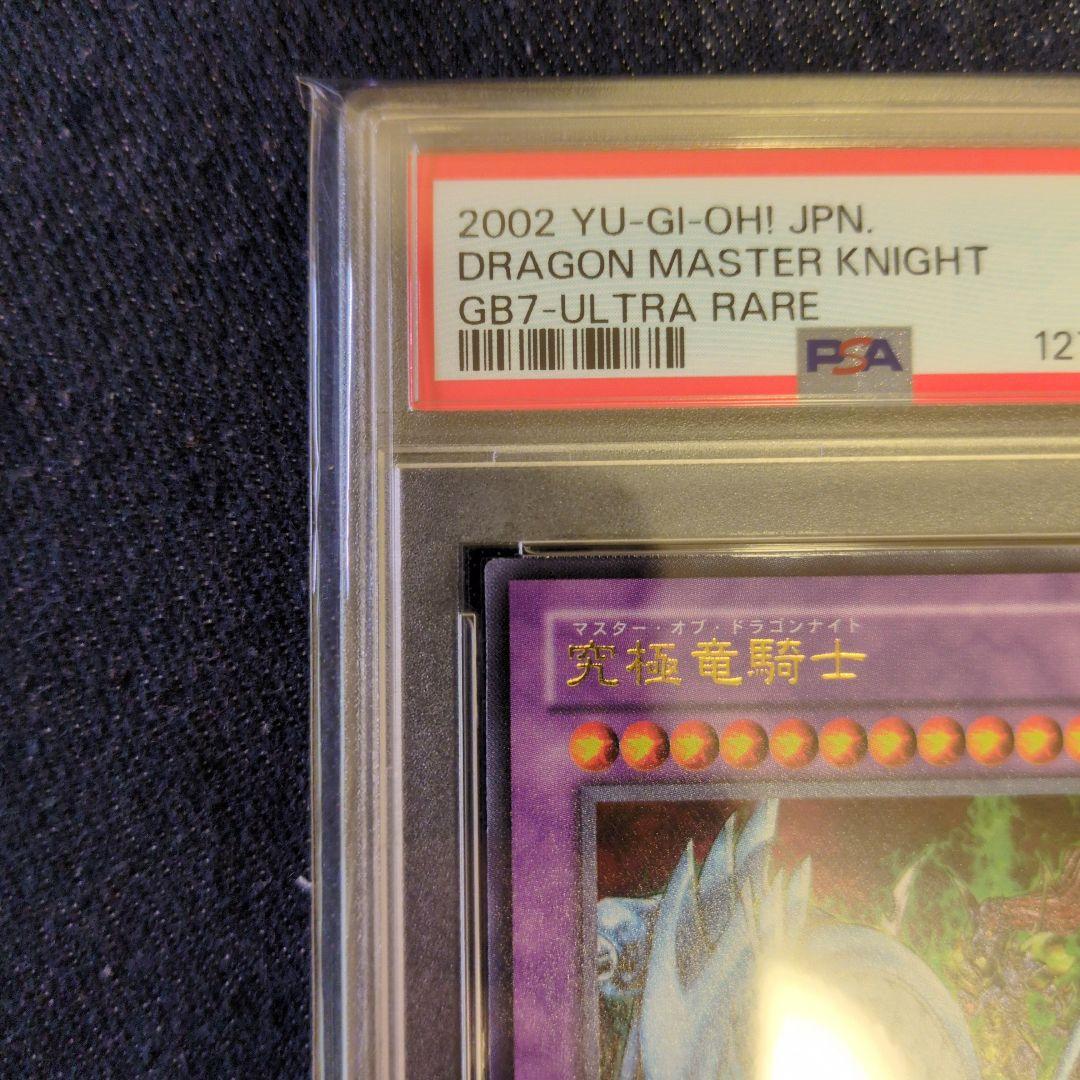 2002 YU-GI-OH! JPN.
DRAGON MASTER KNIGHT
GB7-ULTRA RARE
PSA
127
マスター・オブ・ドラゴンナイト
究極竜騎士